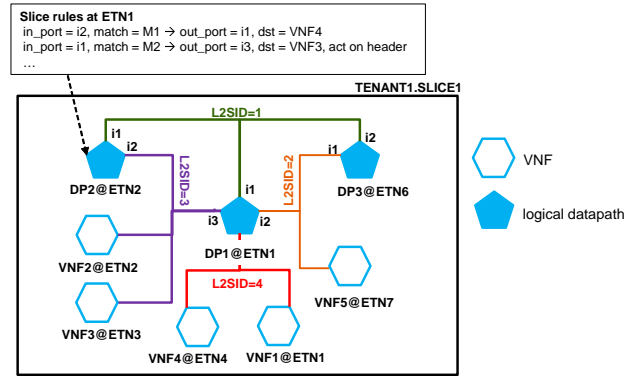 Slice rules at ETN1
in_port = i2, match = M1 → out_port = i1, dst = VNF4
in_port = i1, match = M2 → out_port = i3, dst = VNF3, act on header
...
TENANT1.SLICE1
L2SID=1
i1
i2
i2
i1
L2SID=3
L2SID=2
DP2@ETN2
DP3@ETN6
i1
i3
i2
VNF2@ETN2
DP1@ETN1
L2SID=4
VNF5@ETN7
VNF3@ETN3
VNF4@ETN4
VNF1@ETN1
VNF
logical datapath